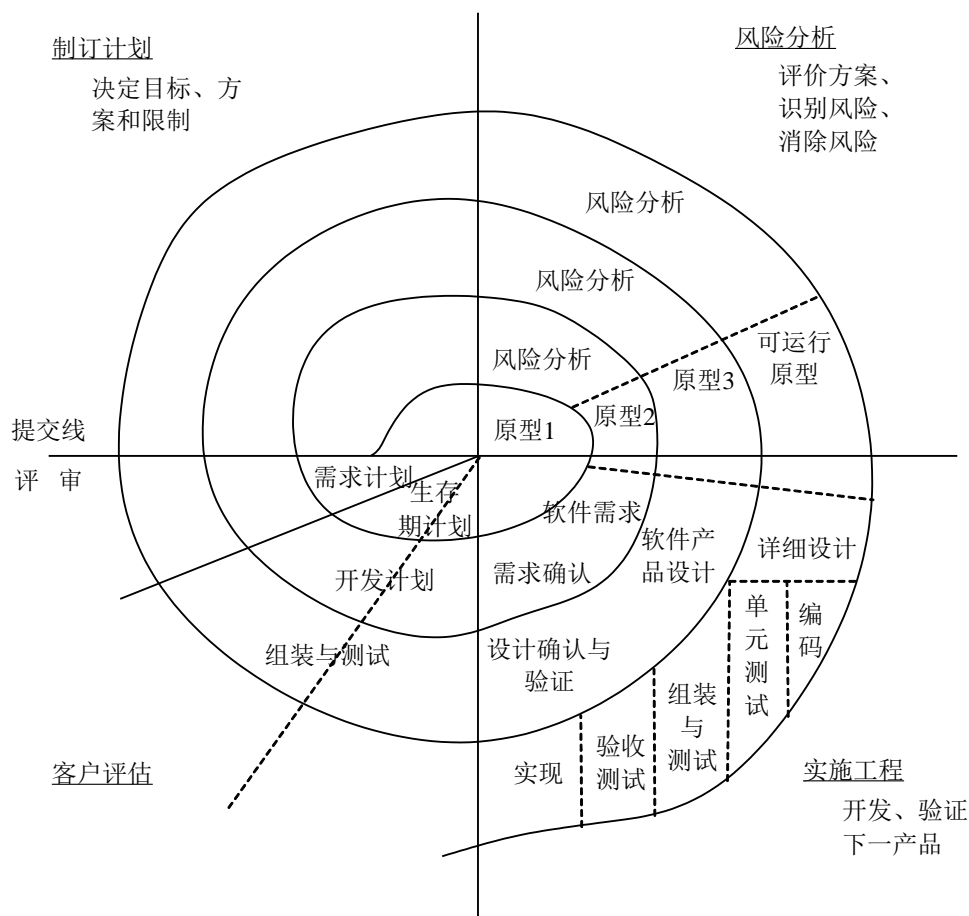 制订计划
决定目标、方
案和限制
风险分析
评价方案、
识别风险、
消除风险
风险分析
风险分析
风险分析
可运行
原型
原型3
原型2
原型1
提交线
评 审
需求计划
生存
期计划
软件需求
软件产
品设计
详细设计
开发计划
需求确认
单
元
测
试
编
码
组装与测试
设计确认与
验证
组装
与
测试
验收
测试
实现
客户评估
实施工程
开发、验证
下一产品